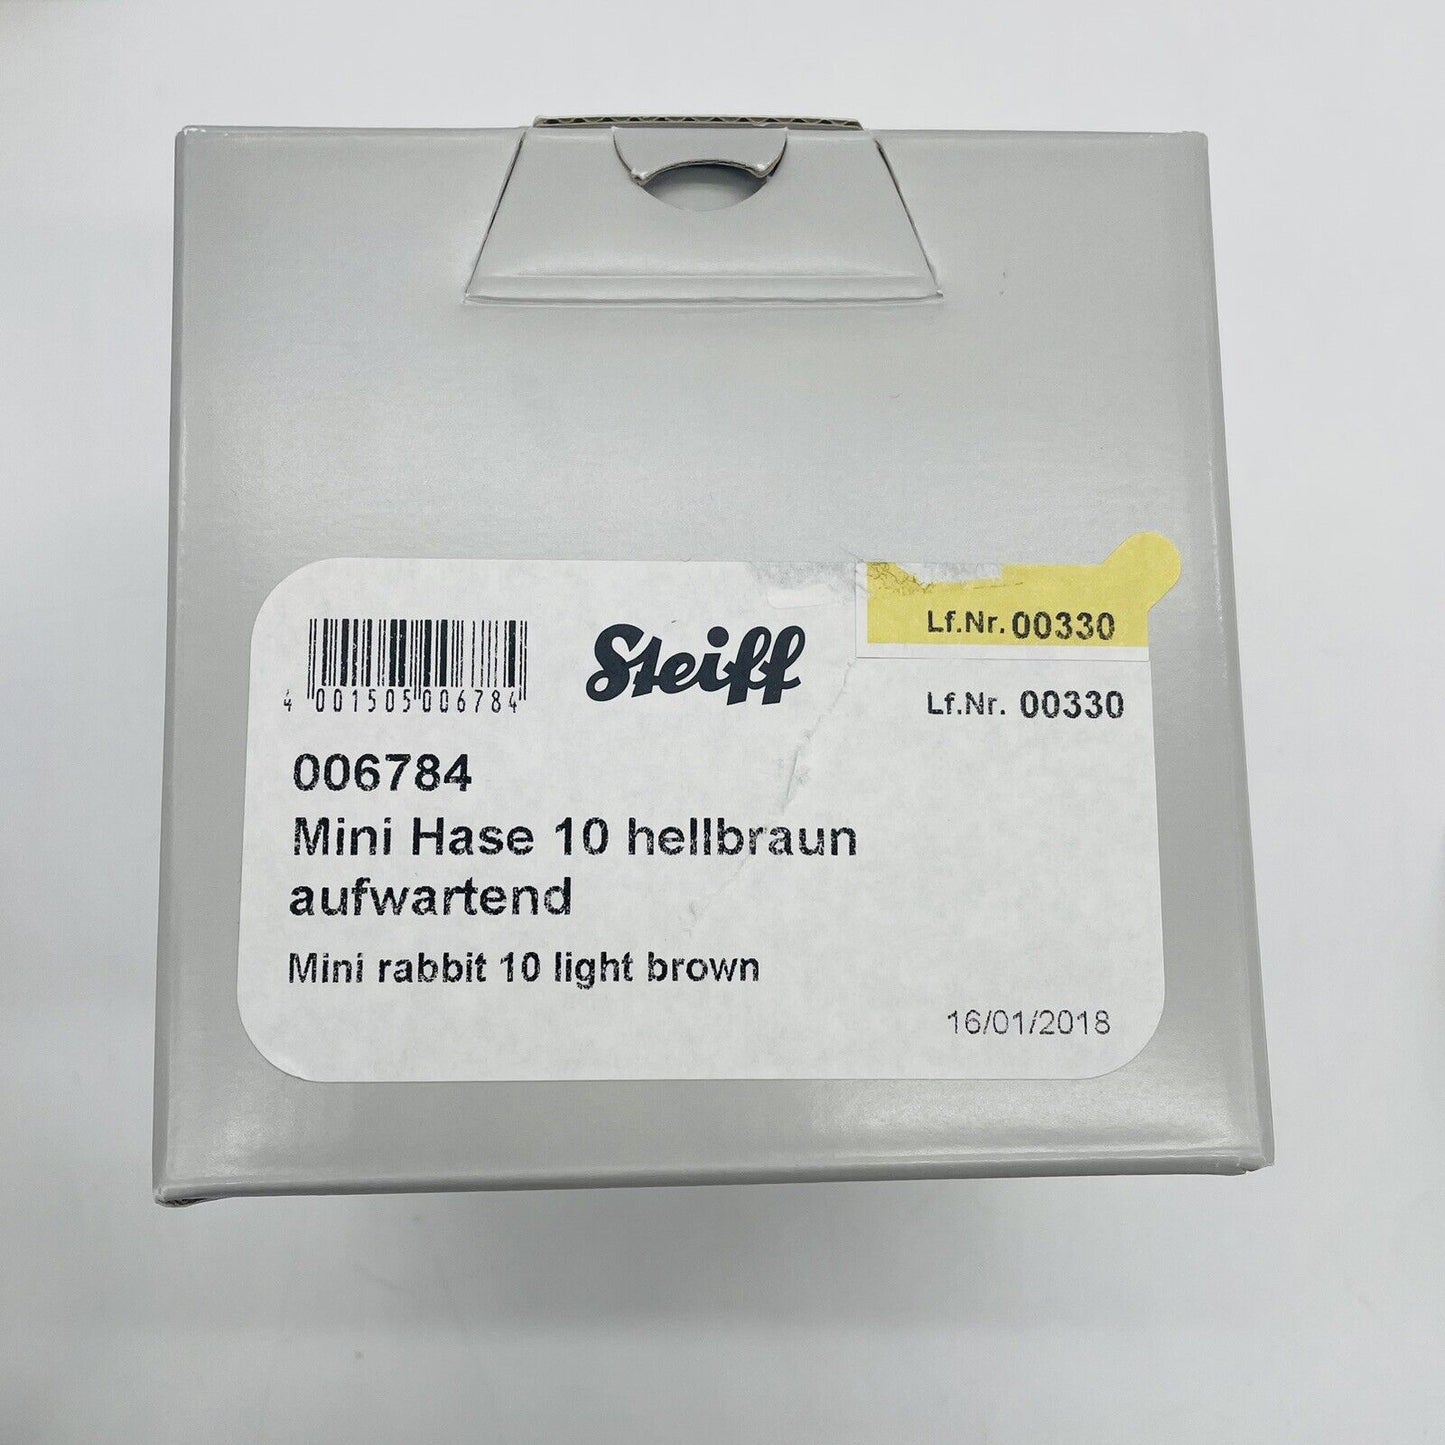 Lf.Nr. 00330
4 001505 006784
Steiff
Lf.Nr. 00330
006784
Mini Hase 10 hellbraun
aufwartend
Mini rabbit 10 light brown
16/01/2018